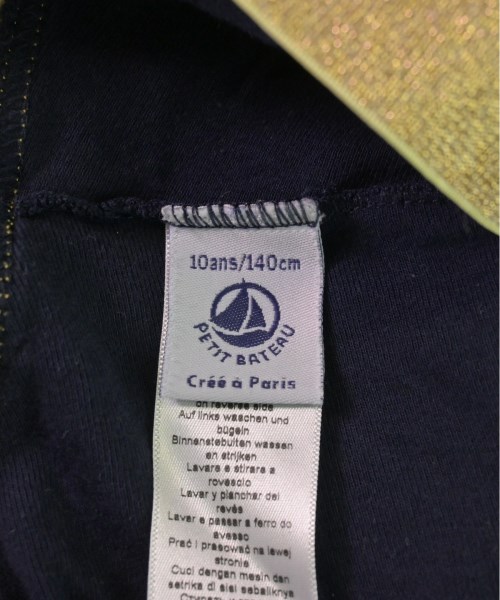 10ans/140cm
PETIT BATEAU
Créé à Paris
on reverse side
Auf links waschen und
bügeln
Binnenstebuiten wassen
en strijken
Lavare e stirare a
rovescio
Lavar y planchar del
revés
Lavar e passar a ferro do
avesso
Prać i prasować na lewej
stronie
Cuci dengan mesin dan
setrika di sisi sebaliknya